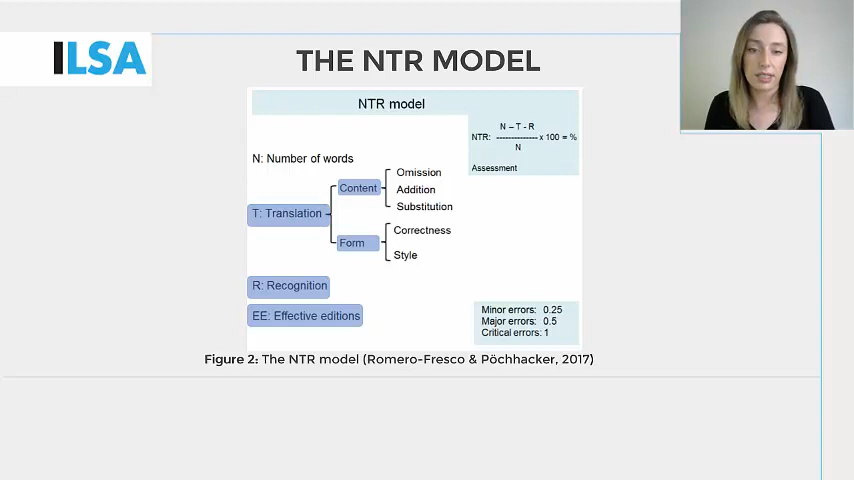 ILSA
THE NTR MODEL
NTR model
N – T - R
NTR: ---------------- x 100 = %
N
Assessment
N: Number of words
Content
Omission
Addition
Substitution
T: Translation
Form
Correctness
Style
R: Recognition
EE: Effective editions
Minor errors: 0.25
Major errors: 0.5
Critical errors: 1
Figure 2: The NTR model (Romero-Fresco & Pöchhacker, 2017)